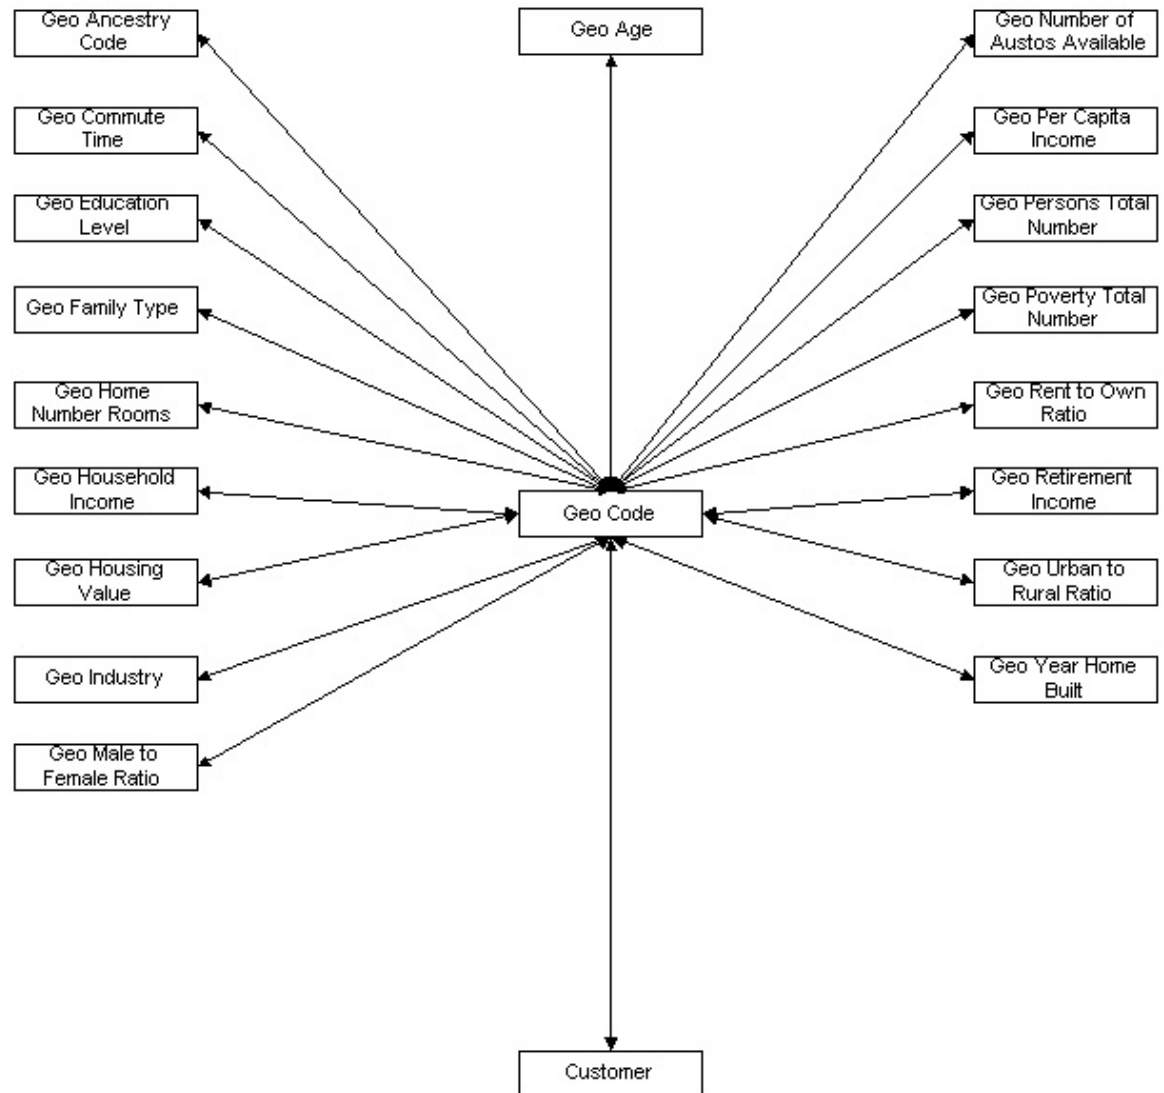 Geo Ancestry
Code
Geo Age
Geo Number of
Austos Available
Geo Commute
Time
Geo Per Capita
Income
Geo Education
Level
Geo Persons Total
Number
Geo Family Type
Geo Poverty Total
Number
Geo Home
Number Rooms
Geo Rent to Own
Ratio
Geo Household
Income
Geo Code
Geo Retirement
Income
Geo Housing
Value
Geo Urban to
Rural Ratio
Geo Industry
Geo Year Home
Built
Geo Male to
Female Ratio
Customer